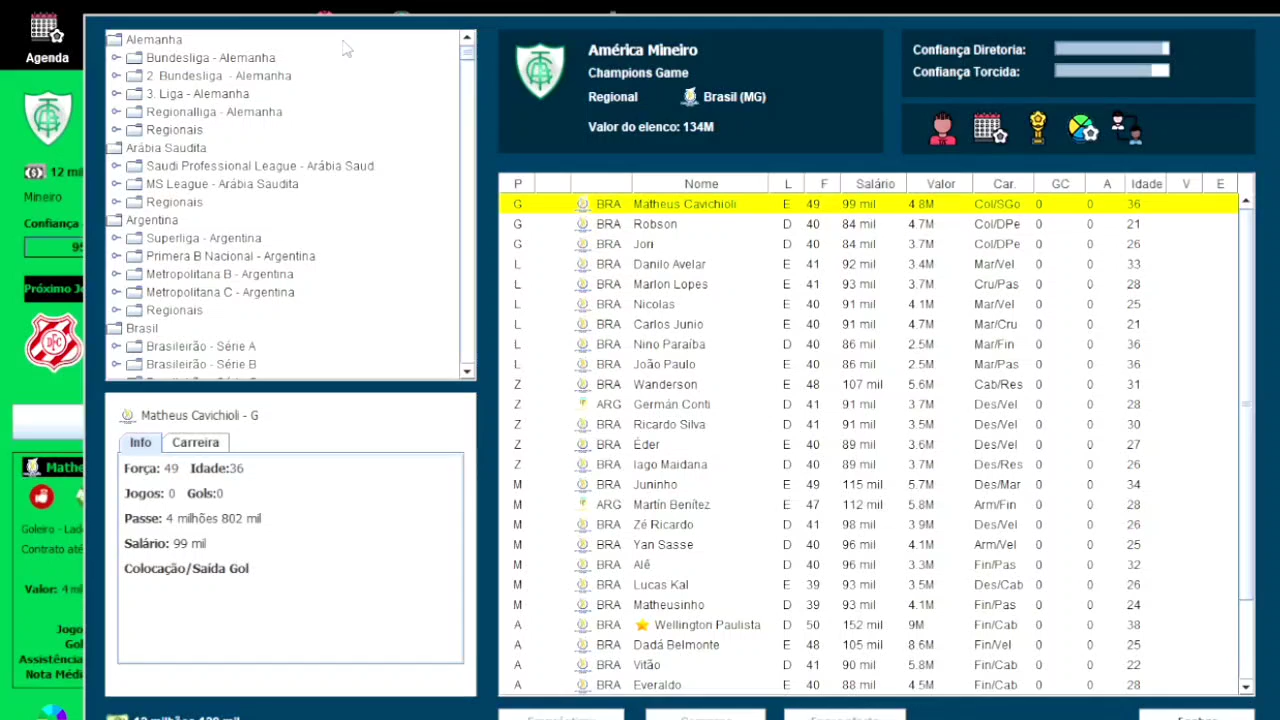 Agenda
12 mil
Mineiro
Confiança
Próximo J
DFC
Mathe
Goleiro - Lad
Contrato até
Valor: 4 mi
Jogo
Gol
Assistência
Nota Médi
Alemanha
Bundesliga - Alemanha
2. Bundesliga - Alemanha
3. Liga - Alemanha
Regionalliga - Alemanha
Regionais
Arábia Saudita
Saudi Professional League - Arábia Saud
MS League - Arábia Saudita
Regionais
Argentina
Superliga - Argentina
Primera B Nacional - Argentina
Metropolitana B - Argentina
Metropolitana C - Argentina
Regionais
Brasil
Brasileirão - Série A
Brasileirão - Série B
Matheus Cavichioli - G
Info Carreira
Força: 49 Idade:36
Jogos: 0 Gols:0
Passe: 4 milhões 802 mil
Salário: 99 mil
Colocação/Saída Gol
América Mineiro
Champions Game
Regional Brasil (MG)
Valor do elenco: 134M
Confiança Diretoria:
Confiança Torcida:
P Nome L F Salário Valor Car. GC A Idade V E
G BRA Matheus Cavichioli E 49 99 mil 4.8M Col/SGo 0 0 36
G BRA Robson D 40 84 mil 4.7M Col/DPe 0 0 21
G BRA Jori D 40 84 mil 3.7M Col/DPe 0 0 26
L BRA Danilo Avelar E 41 92 mil 3.4M Mar/Vel 0 0 33
L BRA Marlon Lopes E 41 93 mil 3.7M Cru/Pas 0 0 28
L BRA Nicolas E 40 91 mil 4.1M Mar/Vel 0 0 25
L BRA Carlos Junio D 40 91 mil 4.7M Mar/Cru 0 0 21
L BRA Nino Paraíba D 40 86 mil 2.5M Mar/Fin 0 0 36
L BRA João Paulo E 40 86 mil 2.5M Mar/Pas 0 0 36
Z BRA Wanderson E 48 107 mil 5.6M Cab/Res 0 0 31
Z ARG Germán Conti D 41 91 mil 3.7M Des/Vel 0 0 28
Z BRA Ricardo Silva D 41 91 mil 3.5M Des/Vel 0 0 30
Z BRA Éder E 40 89 mil 3.6M Des/Vel 0 0 27
Z BRA Iago Maidana D 40 89 mil 3.7M Des/Res 0 0 26
M BRA Juninho E 49 115 mil 5.7M Des/Mar 0 0 34
M ARG Martín Benítez E 47 112 mil 5.8M Arm/Fin 0 0 28
M BRA Zé Ricardo D 41 98 mil 3.9M Des/Vel 0 0 26
M BRA Yan Sasse D 40 96 mil 4.1M Arm/Vel 0 0 25
M BRA Alê D 40 96 mil 3.3M Fin/Pas 0 0 32
M BRA Lucas Kal E 39 93 mil 3.5M Des/Cab 0 0 26
M BRA Matheusinho D 39 93 mil 4.1M Fin/Pas 0 0 24
A BRA Wellington Paulista D 50 152 mil 9M Fin/Cab 0 0 38
A BRA Dadá Belmonte E 48 105 mil 8.6M Fin/Vel 0 0 25
A BRA Vitão D 41 90 mil 5.8M Fin/Cab 0 0 22
A BRA Everaldo E 40 88 mil 4.5M Fin/Cab 0 0 28